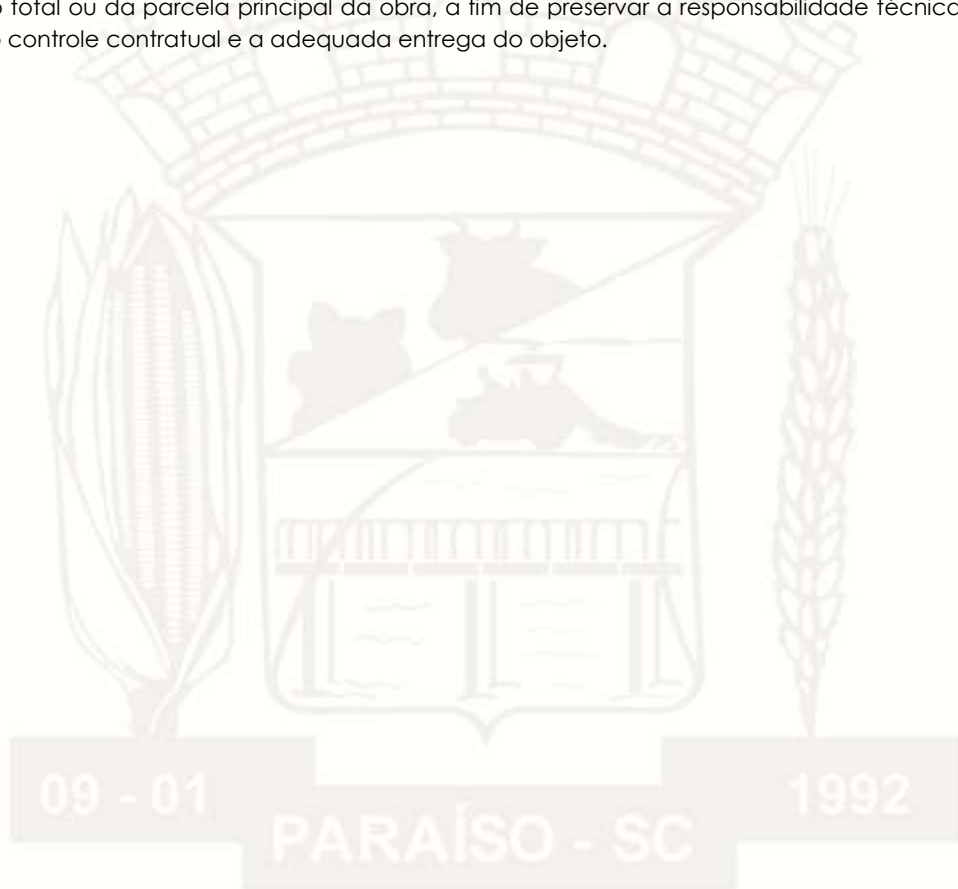 total ou da parcela principal da obra, a fim de preservar a responsabilidade técnica
controle contratual e a adequada entrega do objeto.
09 - 01
1992
PARAÍSO - SC